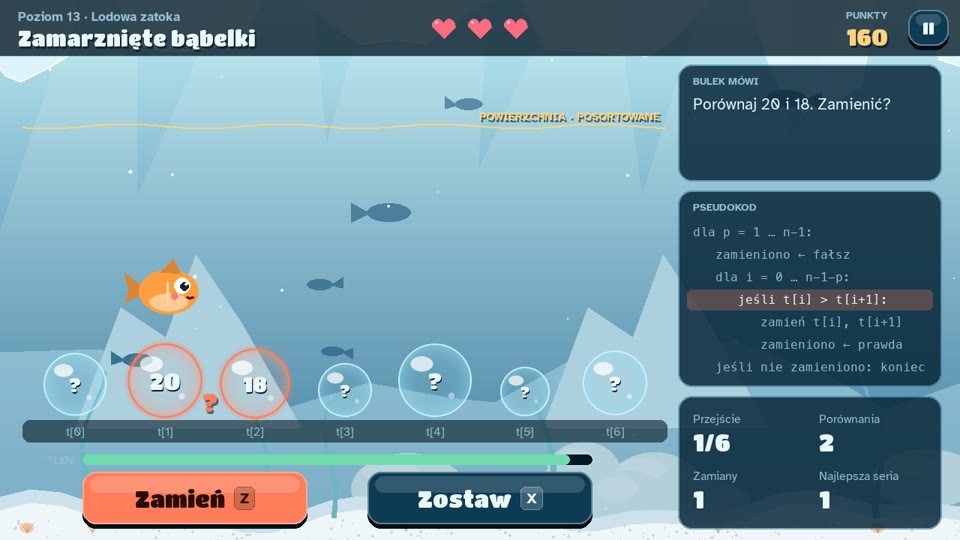 Poziom 13 · Lodowa zatoka
Zamarznięte bąbelki
PUNKTY
160
BULEK MÓWI
Porównaj 20 i 18. Zamienić?
POWIERZCHNIA · POSORTOWANE
PSEUDOKOD
dla p = 1 … n−1:
zamieniono ← fałsz
dla i = 0 … n−1−p:
jeśli t[i] > t[i+1]:
zamień t[i], t[i+1]
zamieniono ← prawda
jeśli nie zamieniono: koniec
? 20 ? 18 ? ? ? ?
t[0] t[1] t[2] t[3] t[4] t[5] t[6]
TLEN
Zamień Z
Zostaw X
Przejście
1/6
Porównania
2
Zamiany
1
Najlepsza seria
1